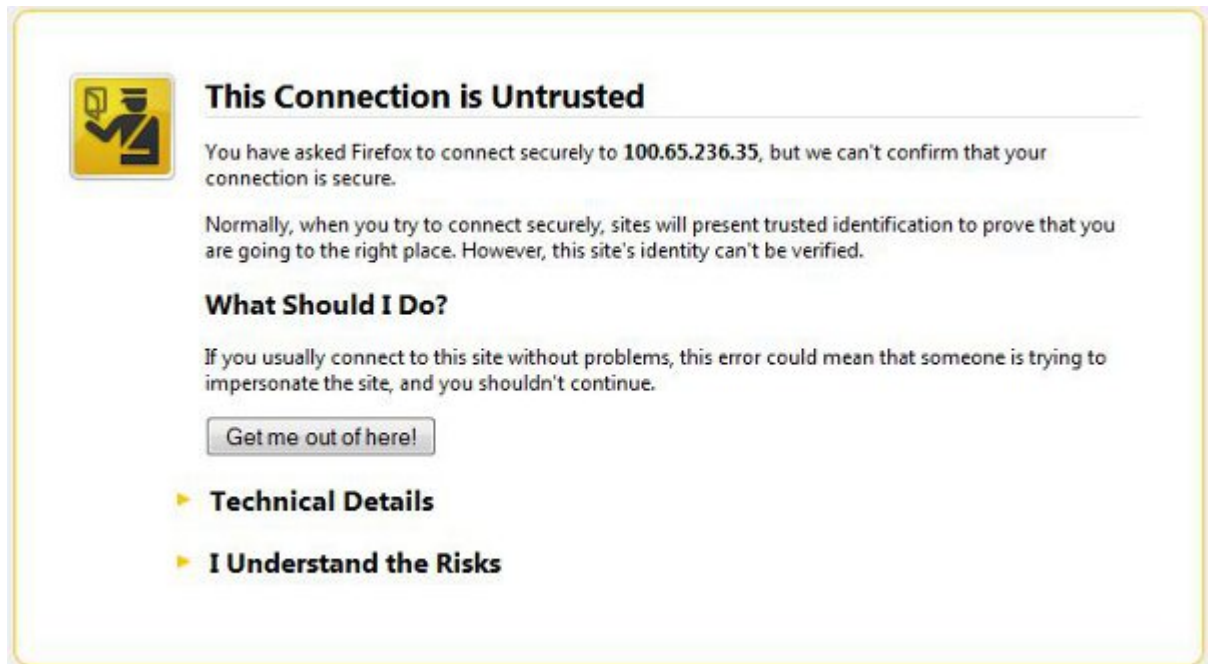 This Connection is Untrusted
You have asked Firefox to connect securely to 100.65.236.35, but we can't confirm that your
connection is secure.
Normally, when you try to connect securely, sites will present trusted identification to prove that you
are going to the right place. However, this site's identity can't be verified.
What Should I Do?
If you usually connect to this site without problems, this error could mean that someone is trying to
impersonate the site, and you shouldn't continue.
Get me out of here!
Technical Details
I Understand the Risks